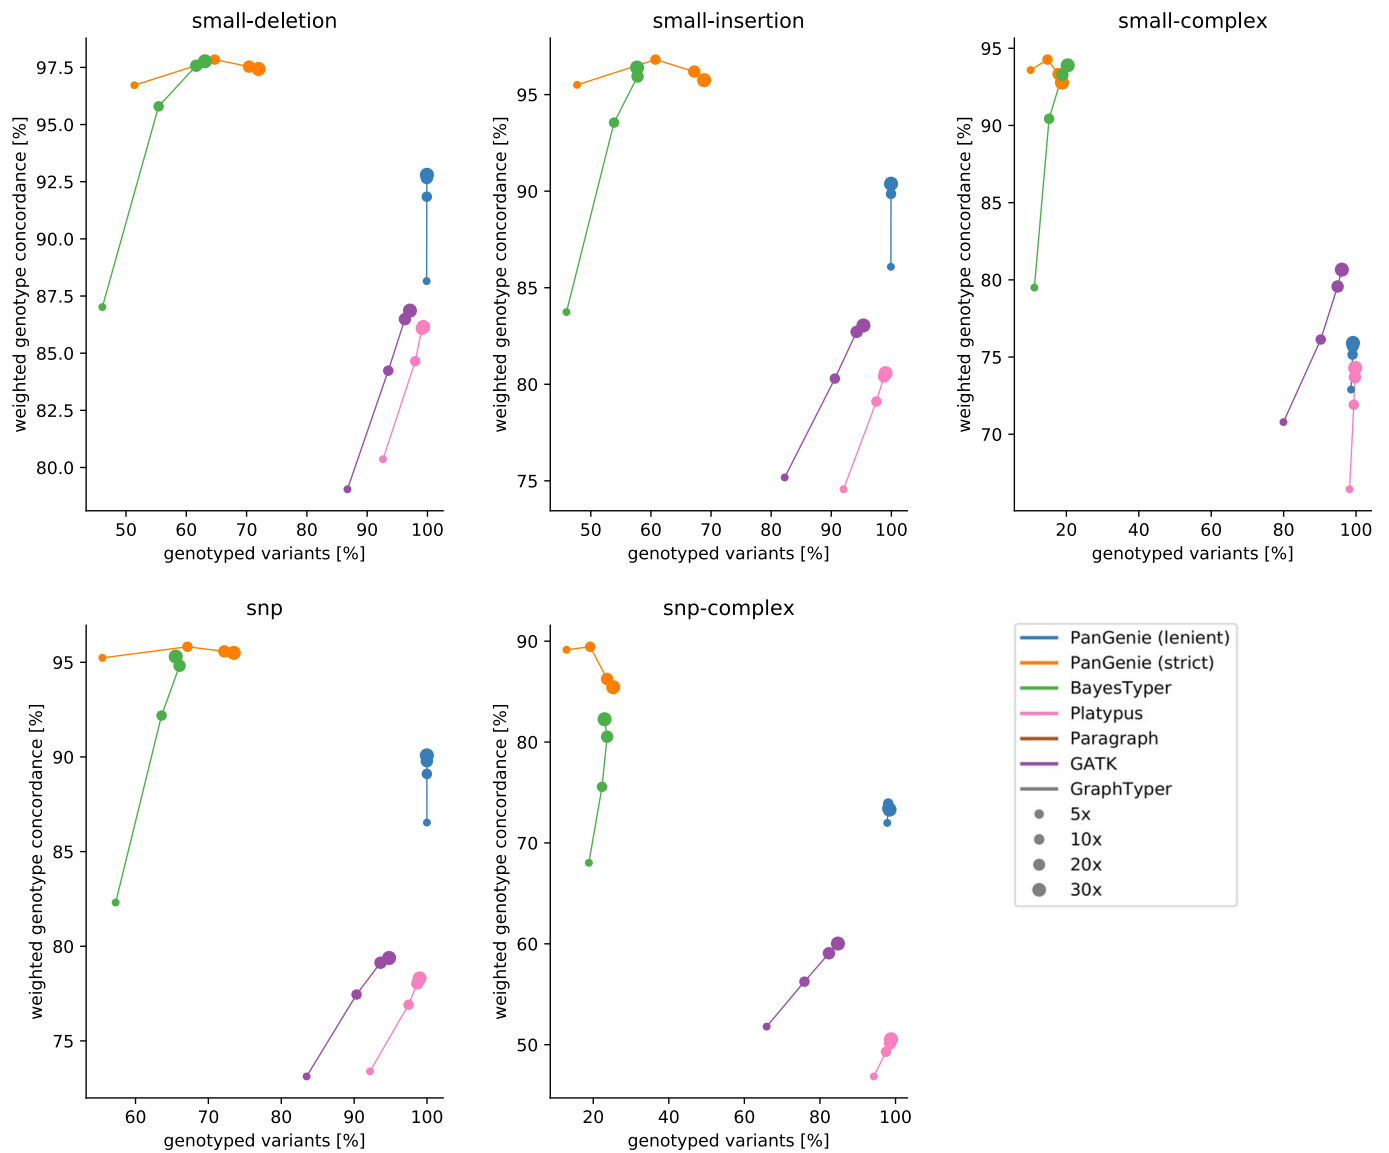 small-deletion
small-insertion
small-complex
weighted genotype concordance [%]
97.5
95.0
92.5
90.0
87.5
85.0
82.5
80.0
50 60 70 80 90 100
genotyped variants [%]
weighted genotype concordance [%]
95
90
85
80
75
50 60 70 80 90 100
genotyped variants [%]
weighted genotype concordance [%]
95
90
85
80
75
70
20 40 60 80 100
genotyped variants [%]
snp
snp-complex
weighted genotype concordance [%]
95
90
85
80
75
60 70 80 90 100
genotyped variants [%]
weighted genotype concordance [%]
90
80
70
60
50
20 40 60 80 100
genotyped variants [%]
PanGenie (lenient)
PanGenie (strict)
BayesTyper
Platypus
Paragraph
GATK
GraphTyper
5x
10x
20x
30x